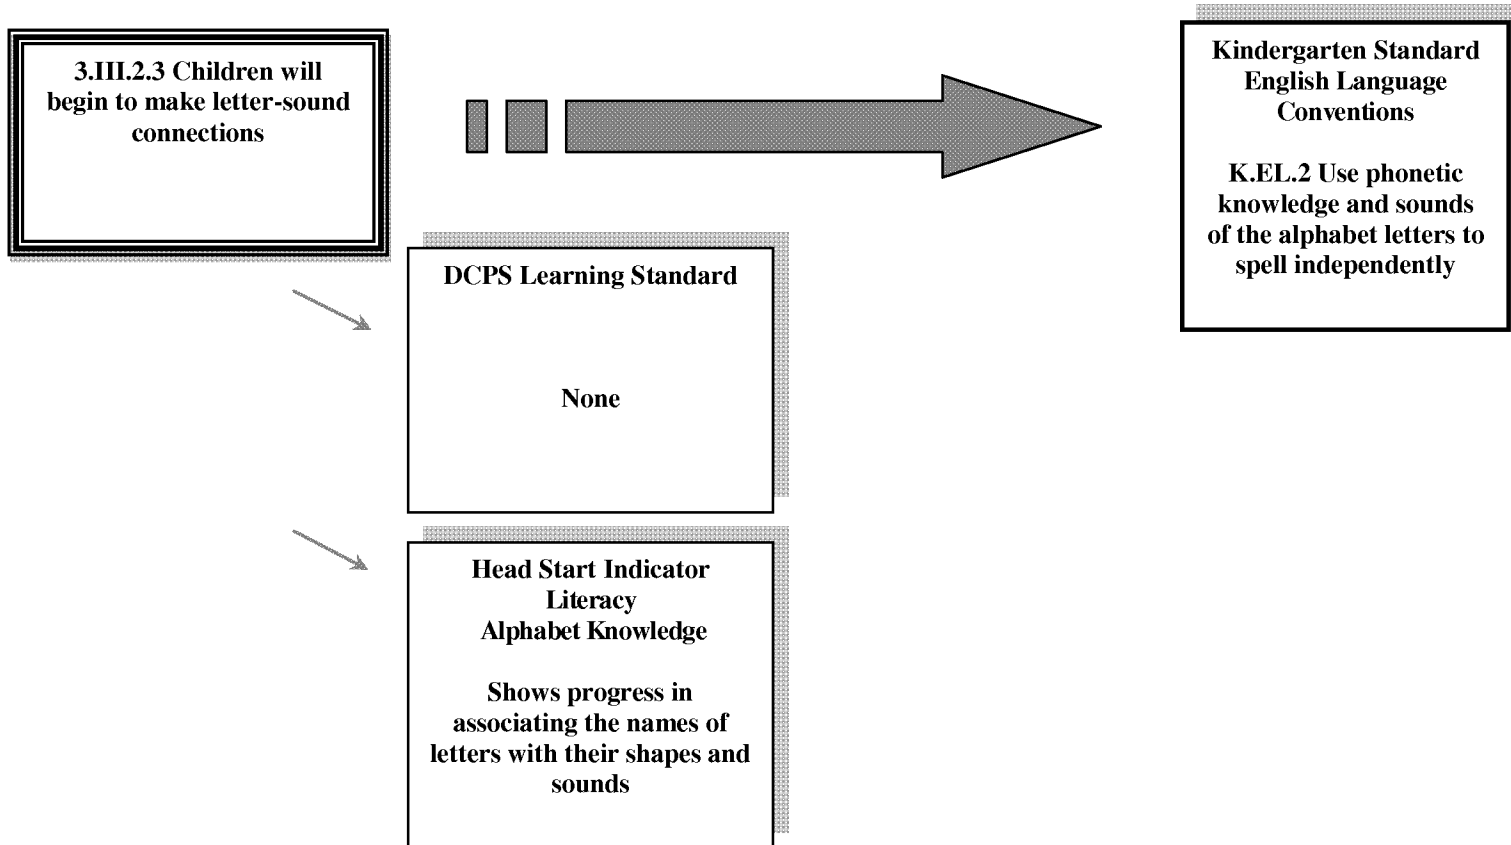 3.III.2.3 Children will
begin to make letter-sound
connections
Kindergarten Standard
English Language
Conventions
K.EL.2 Use phonetic
knowledge and sounds
of the alphabet letters to
spell independently
DCPS Learning Standard
None
Head Start Indicator
Literacy
Alphabet Knowledge
Shows progress in
associating the names of
letters with their shapes and
sounds